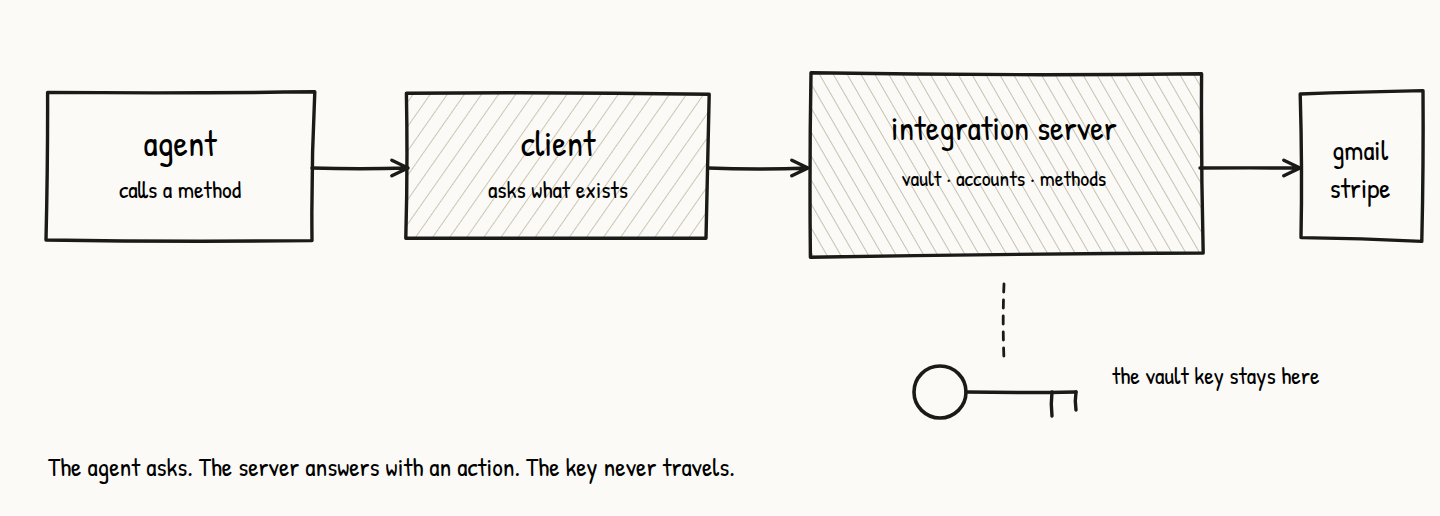 agent
calls a method
client
asks what exists
integration server
vault · accounts · methods
gmail
stripe
the vault key stays here
The agent asks. The server answers with an action. The key never travels.